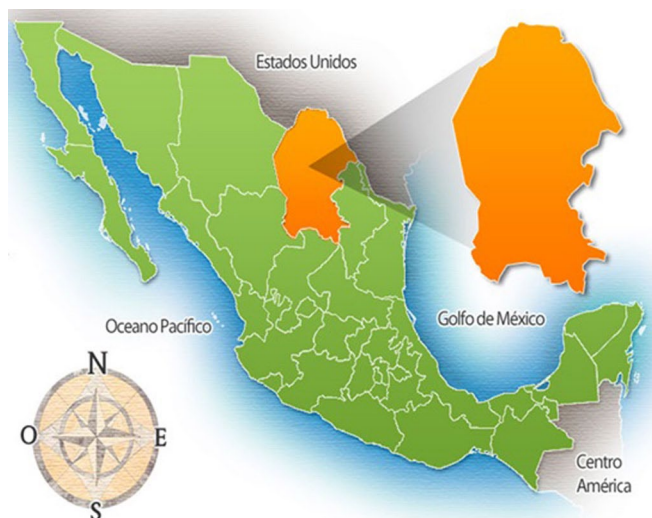 Estados Unidos
Golfo de México
Oceano Pacífico
N
O
E
S
Centro
América